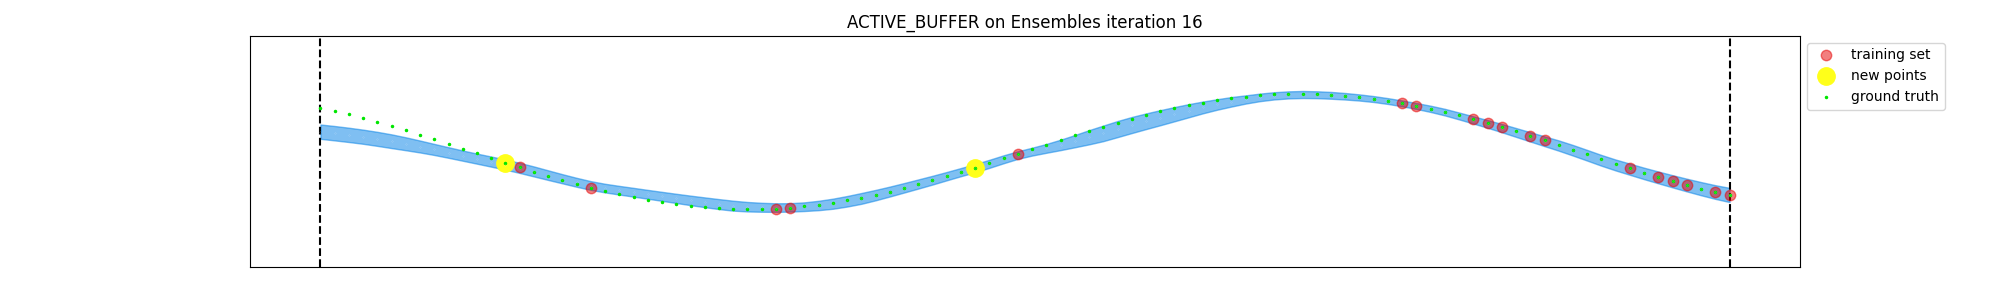 ACTIVE_BUFFER on Ensembles iteration 16
training set
new points
ground truth